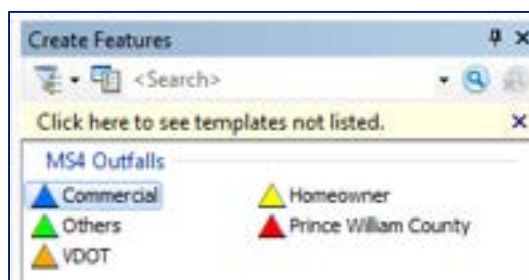 Create Features
<Search>
Click here to see templates not listed.
MS4 Outfalls
Commercial Homeowner
Others Prince William County
VDOT